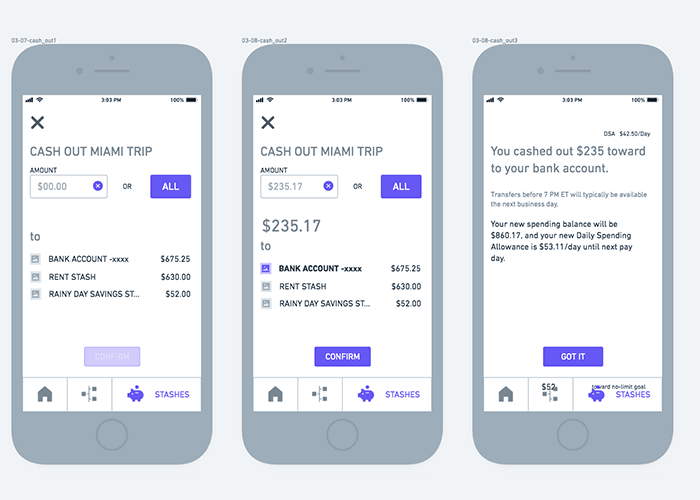 03-07-cash_out1
3:03 PM
100%
CASH OUT MIAMI TRIP
AMOUNT
$00.00
OR
ALL
to
BANK ACCOUNT -xxxx $675.25
RENT STASH $630.00
RAINY DAY SAVINGS ST... $52.00
CONFIRM
STASHES
03-08-cash_out2
3:03 PM
100%
CASH OUT MIAMI TRIP
AMOUNT
$235.17
OR
ALL
$235.17
to
BANK ACCOUNT -xxxx $675.25
RENT STASH $630.00
RAINY DAY SAVINGS ST... $52.00
CONFIRM
STASHES
03-08-cash_out3
3:03 PM
100%
DSA $42.50/Day
You cashed out $235 toward
to your bank account.
Transfers before 7 PM ET will typically be available
the next business day.
Your new spending balance will be
$860.17, and your new Daily Spending
Allowance is $53.11/day until next pay
day.
GOT IT
$52 toward no-limit goal
STASHES